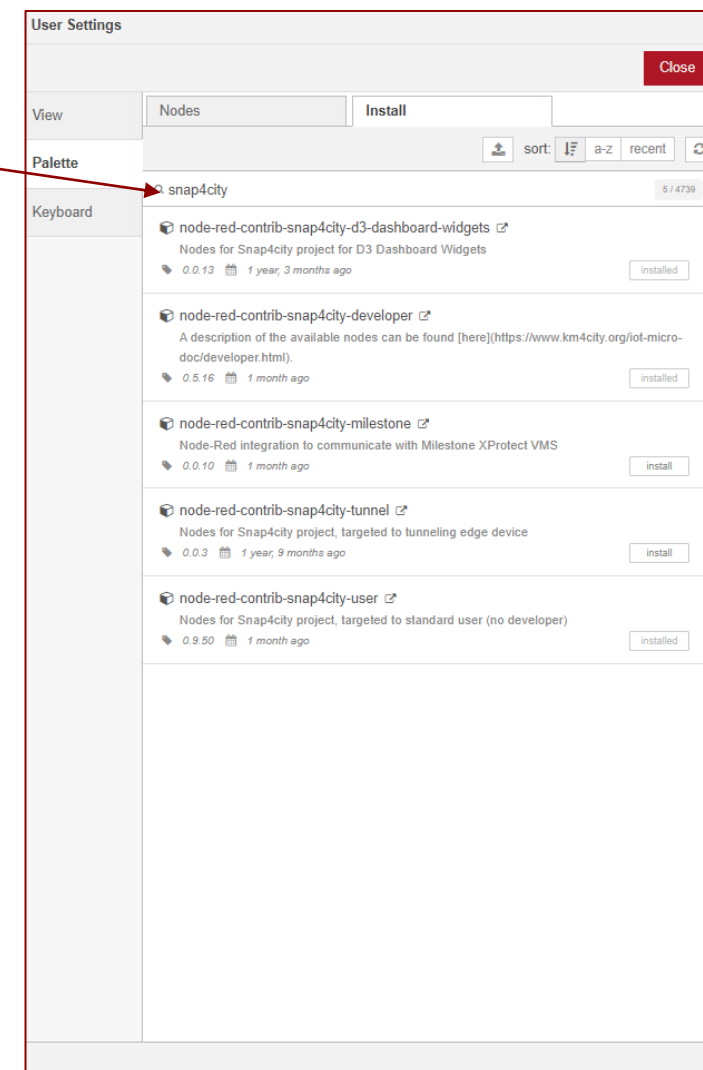 User Settings
Close
View
Palette
Keyboard
Nodes
Install
sort:
a-z
recent
snap4city
5 / 4739
node-red-contrib-snap4city-d3-dashboard-widgets
Nodes for Snap4city project for D3 Dashboard Widgets
0.0.13 1 year, 3 months ago
installed
node-red-contrib-snap4city-developer
A description of the available nodes can be found [here](https://www.km4city.org/iot-micro-
doc/developer.html).
0.5.16 1 month ago
installed
node-red-contrib-snap4city-milestone
Node-Red integration to communicate with Milestone XProtect VMS
0.0.10 1 month ago
install
node-red-contrib-snap4city-tunnel
Nodes for Snap4city project, targeted to tunneling edge device
0.0.3 1 year, 9 months ago
install
node-red-contrib-snap4city-user
Nodes for Snap4city project, targeted to standard user (no developer)
0.9.50 1 month ago
installed